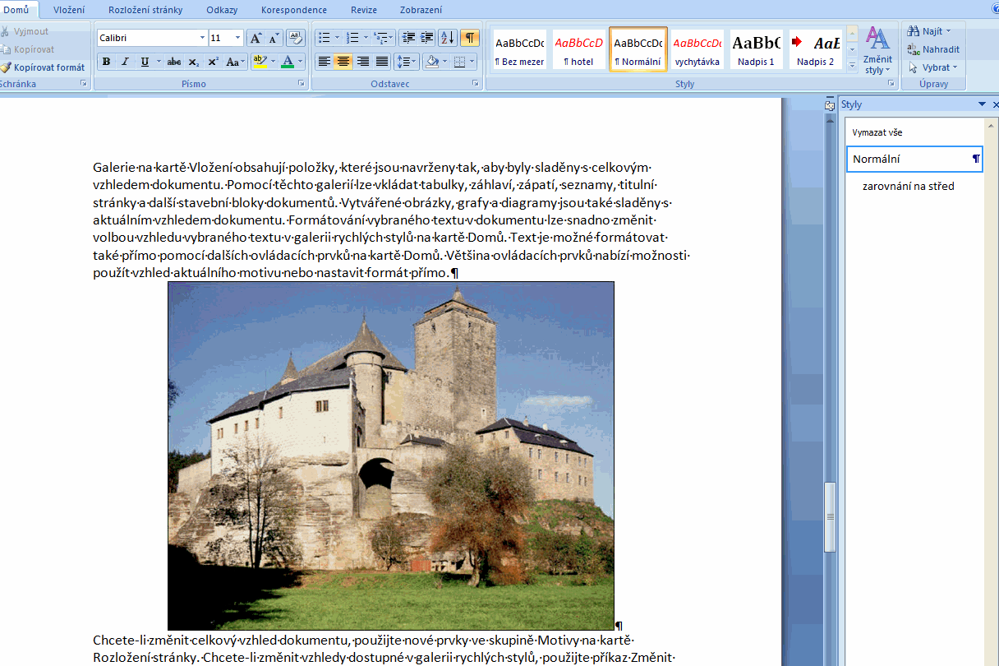 Domů Vložení Rozložení stránky Odkazy Korespondence Revize Zobrazení
Vyjmout
Kopírovat
Kopírovat formát
Schránka
Calibri 11
B I U abc x₂ x² Aa ab A
Písmo
Odstavec
AaBbCcDc AaBbCcD AaBbCcDc AaBbCcDc AaBbC AaE
¶ Bez mezer ¶ hotel ¶ Normální vychytávka Nadpis 1 Nadpis 2
Styly
Změnit
styly
Najít
Nahradit
Vybrat
Úpravy
Galerie na kartě Vložení obsahují položky, které jsou navrženy tak, aby byly sladěny s celkovým
vzhledem dokumentu. Pomocí těchto galerií lze vkládat tabulky, záhlaví, zápatí, seznamy, titulní
stránky a další stavební bloky dokumentů. Vytvářené obrázky, grafy a diagramy jsou také sladěny s
aktuálním vzhledem dokumentu. Formátování vybraného textu v dokumentu lze snadno změnit
volbou vzhledu vybraného textu v galerii rychlých stylů na kartě Domů. Text je možné formátovat
také přímo pomocí dalších ovládacích prvků na kartě Domů. Většina ovládacích prvků nabízí možnosti
použít vzhled aktuálního motivu nebo nastavit formát přímo.¶
¶
Chcete-li změnit celkový vzhled dokumentu, použijte nové prvky ve skupině Motivy na kartě
Rozložení stránky. Chcete-li změnit vzhledy dostupné v galerii rychlých stylů, použijte příkaz Změnit
Styly
Vymazat vše
Normální ¶
zarovnání na střed